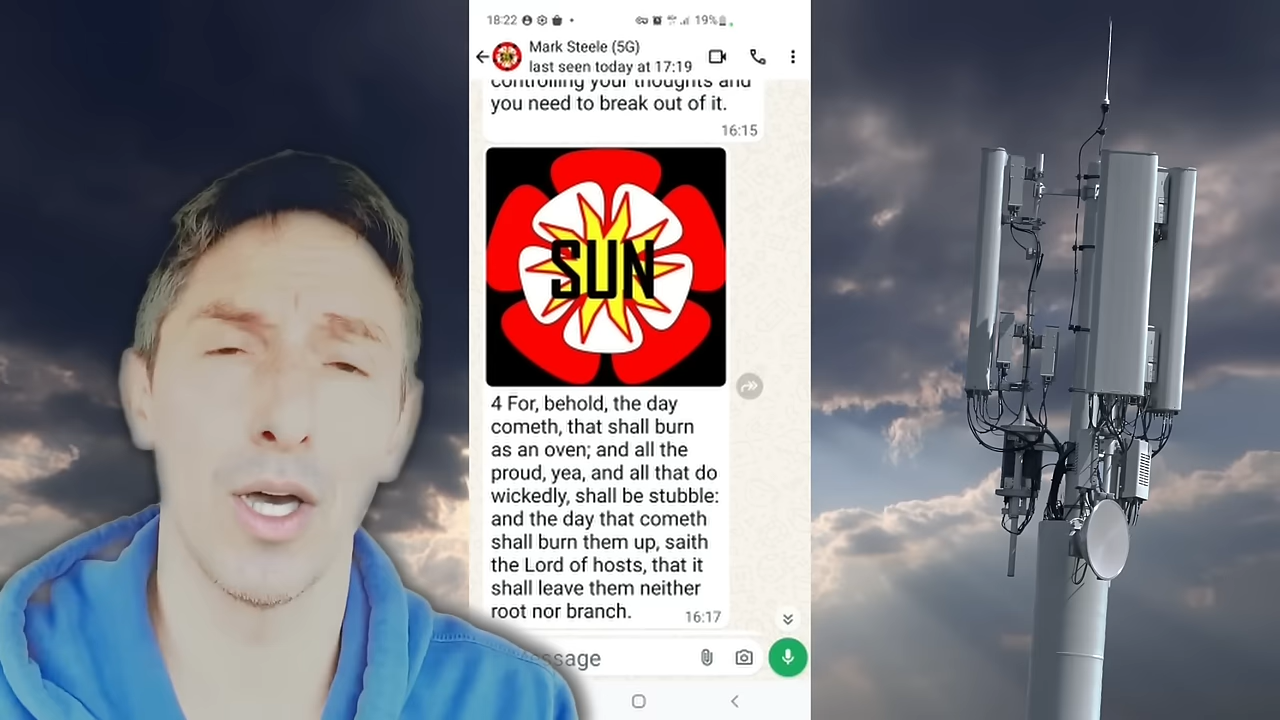 18:22
19%
Mark Steele (5G)
last seen today at 17:19
controlling your thoughts and
you need to break out of it.
16:15
SUN
4 For, behold, the day
cometh, that shall burn
as an oven; and all the
proud, yea, and all that do
wickedly, shall be stubble:
and the day that cometh
shall burn them up, saith
the Lord of hosts, that it
shall leave them neither
root nor branch.
16:17
ssage